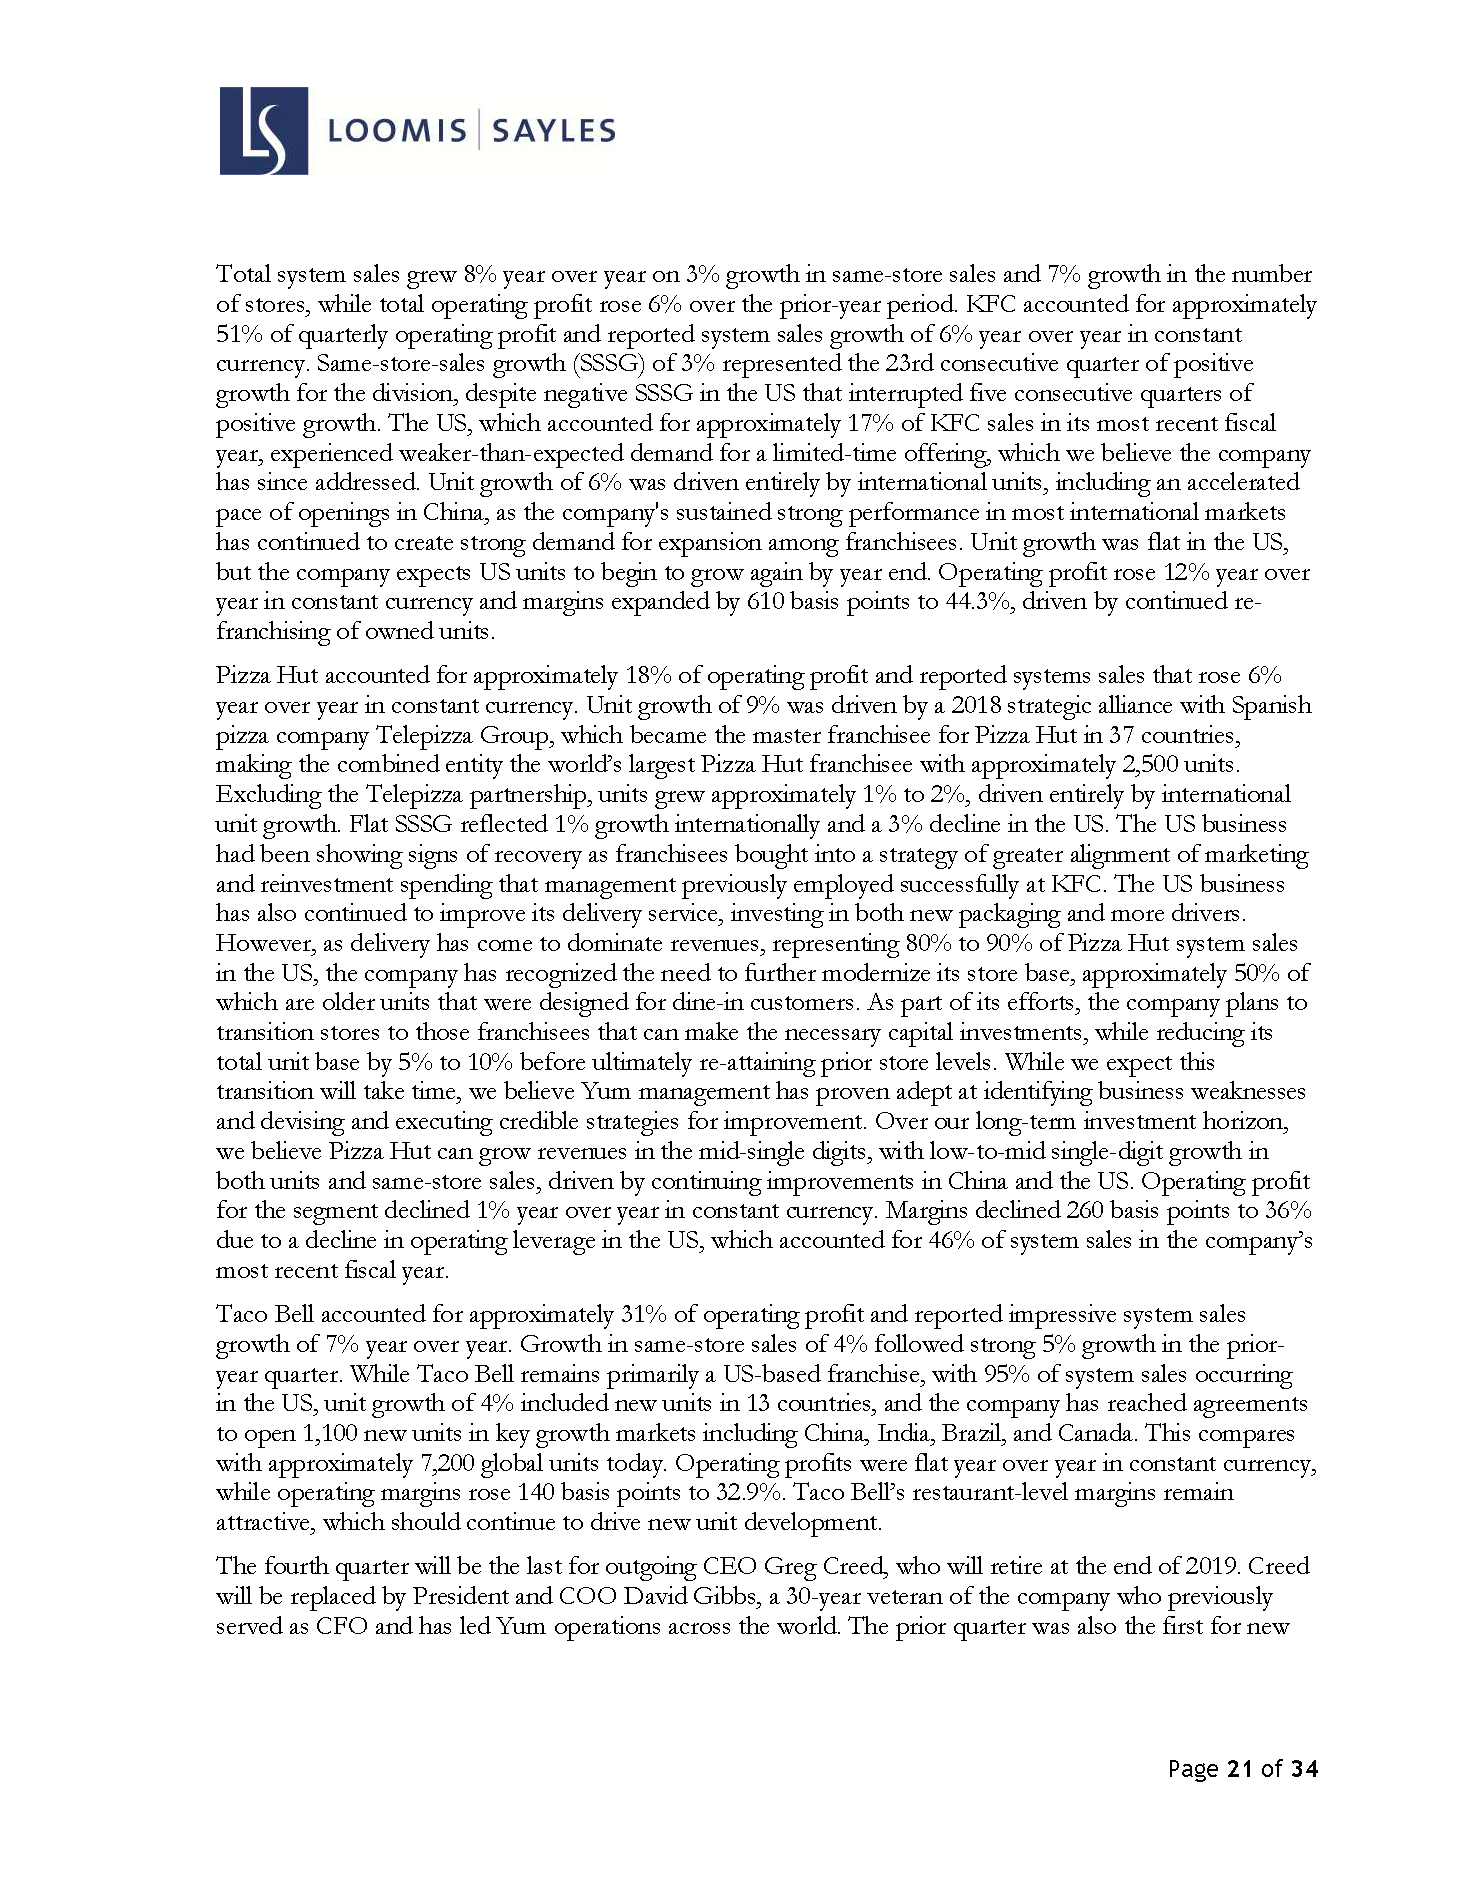 LS LOOMIS | SAYLES
Total system sales grew 8% year over year on 3% growth in same-store sales and 7% growth in the number
of stores, while total operating profit rose 6% over the prior-year period. KFC accounted for approximately
51% of quarterly operating profit and reported system sales growth of 6% year over year in constant
currency. Same-store-sales growth (SSSG) of 3% represented the 23rd consecutive quarter of positive
growth for the division, despite negative SSSG in the US that interrupted five consecutive quarters of
positive growth. The US, which accounted for approximately 17% of KFC sales in its most recent fiscal
year, experienced weaker-than-expected demand for a limited-time offering, which we believe the company
has since addressed. Unit growth of 6% was driven entirely by international units, including an accelerated
pace of openings in China, as the company's sustained strong performance in most international markets
has continued to create strong demand for expansion among franchisees. Unit growth was flat in the US,
but the company expects US units to begin to grow again by year end. Operating profit rose 12% year over
year in constant currency and margins expanded by 610 basis points to 44.3%, driven by continued re-
franchising of owned units.
Pizza Hut accounted for approximately 18% of operating profit and reported systems sales that rose 6%
year over year in constant currency. Unit growth of 9% was driven by a 2018 strategic alliance with Spanish
pizza company Telepizza Group, which became the master franchisee for Pizza Hut in 37 countries,
making the combined entity the world’s largest Pizza Hut franchisee with approximately 2,500 units.
Excluding the Telepizza partnership, units grew approximately 1% to 2%, driven entirely by international
unit growth. Flat SSSG reflected 1% growth internationally and a 3% decline in the US. The US business
had been showing signs of recovery as franchisees bought into a strategy of greater alignment of marketing
and reinvestment spending that management previously employed successfully at KFC. The US business
has also continued to improve its delivery service, investing in both new packaging and more drivers.
However, as delivery has come to dominate revenues, representing 80% to 90% of Pizza Hut system sales
in the US, the company has recognized the need to further modernize its store base, approximately 50% of
which are older units that were designed for dine-in customers. As part of its efforts, the company plans to
transition stores to those franchisees that can make the necessary capital investments, while reducing its
total unit base by 5% to 10% before ultimately re-attaining prior store levels. While we expect this
transition will take time, we believe Yum management has proven adept at identifying business weaknesses
and devising and executing credible strategies for improvement. Over our long-term investment horizon,
we believe Pizza Hut can grow revenues in the mid-single digits, with low-to-mid single-digit growth in
both units and same-store sales, driven by continuing improvements in China and the US. Operating profit
for the segment declined 1% year over year in constant currency. Margins declined 260 basis points to 36%
due to a decline in operating leverage in the US, which accounted for 46% of system sales in the company’s
most recent fiscal year.
Taco Bell accounted for approximately 31% of operating profit and reported impressive system sales
growth of 7% year over year. Growth in same-store sales of 4% followed strong 5% growth in the prior-
year quarter. While Taco Bell remains primarily a US-based franchise, with 95% of system sales occurring
in the US, unit growth of 4% included new units in 13 countries, and the company has reached agreements
to open 1,100 new units in key growth markets including China, India, Brazil, and Canada. This compares
with approximately 7,200 global units today. Operating profits were flat year over year in constant currency,
while operating margins rose 140 basis points to 32.9%. Taco Bell’s restaurant-level margins remain
attractive, which should continue to drive new unit development.
The fourth quarter will be the last for outgoing CEO Greg Creed, who will retire at the end of 2019. Creed
will be replaced by President and COO David Gibbs, a 30-year veteran of the company who previously
served as CFO and has led Yum operations across the world. The prior quarter was also the first for new
Page 21 of 34